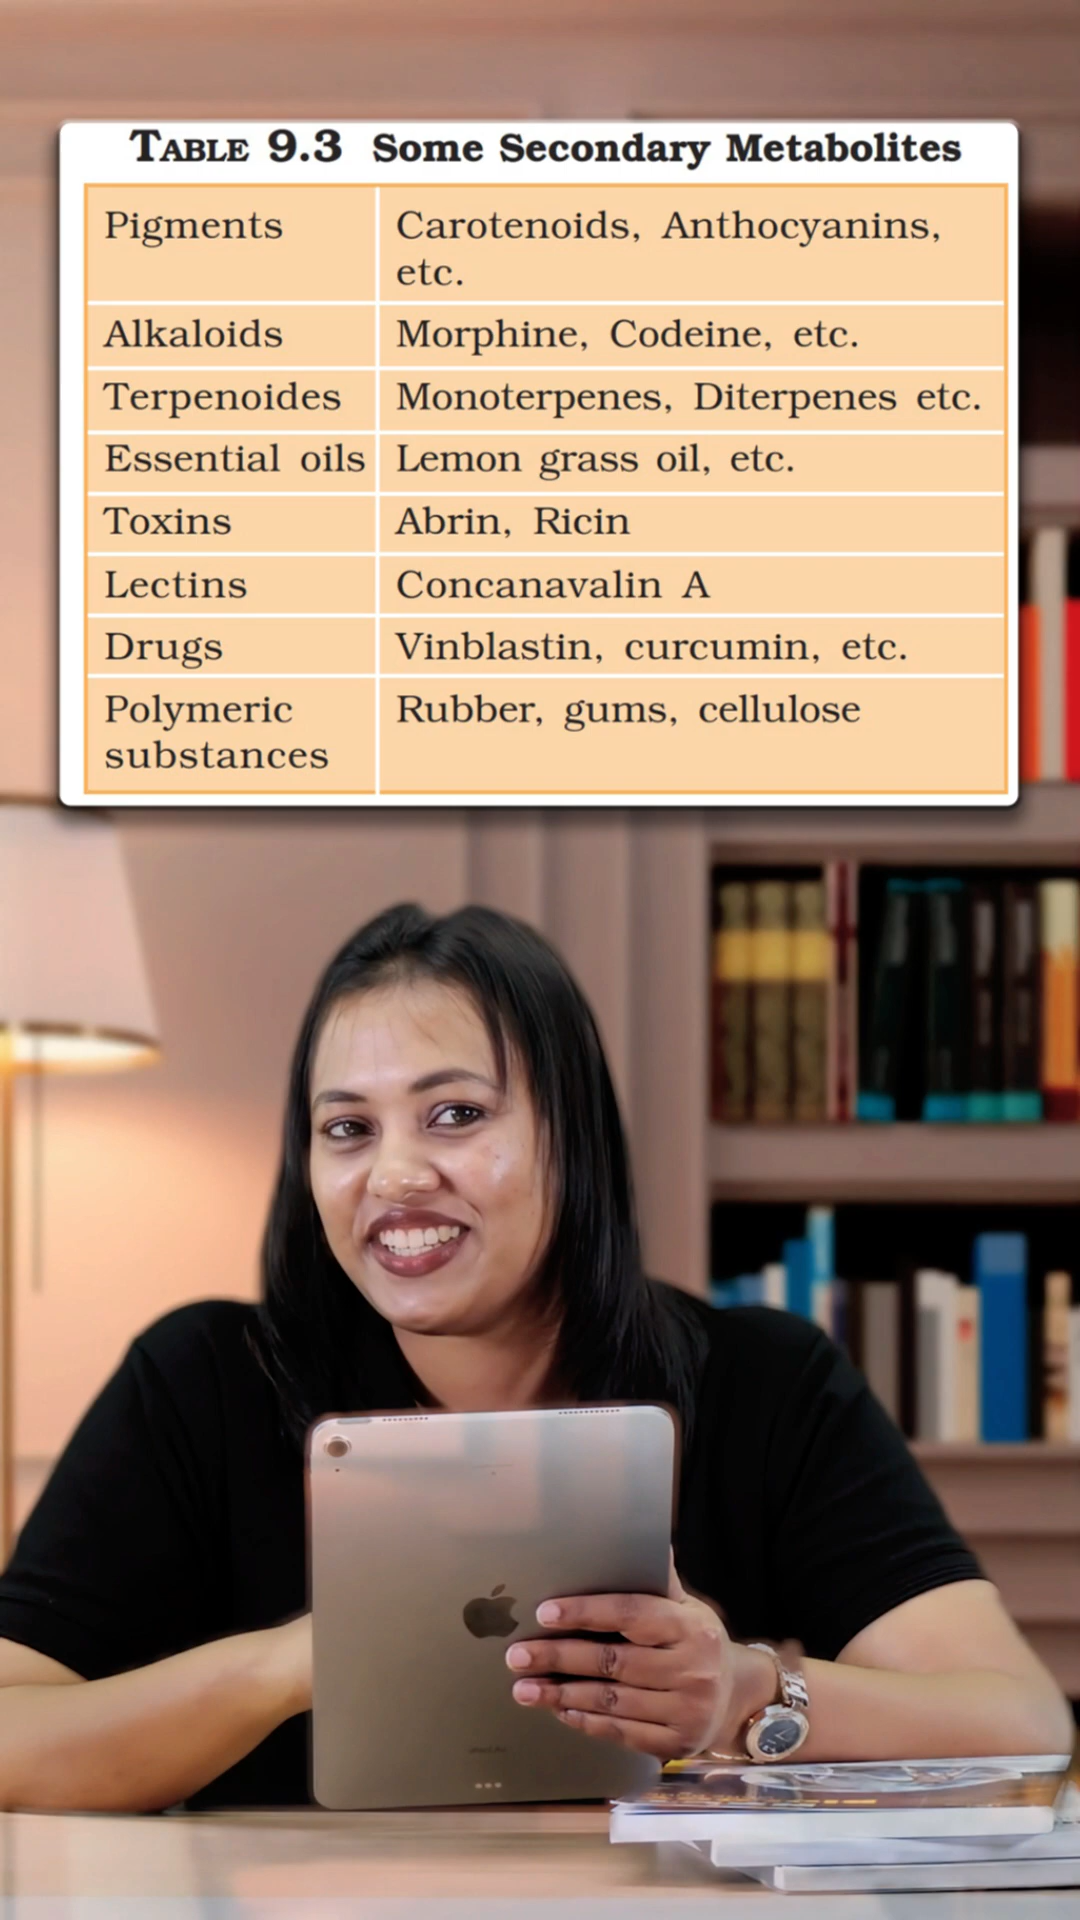 TABLE 9.3 Some Secondary Metabolites
Pigments
Carotenoids, Anthocyanins,
etc.
Alkaloids
Morphine, Codeine, etc.
Terpenoides
Monoterpenes, Diterpenes etc.
Essential oils
Lemon grass oil, etc.
Toxins
Abrin, Ricin
Lectins
Concanavalin A
Drugs
Vinblastin, curcumin, etc.
Polymeric
substances
Rubber, gums, cellulose